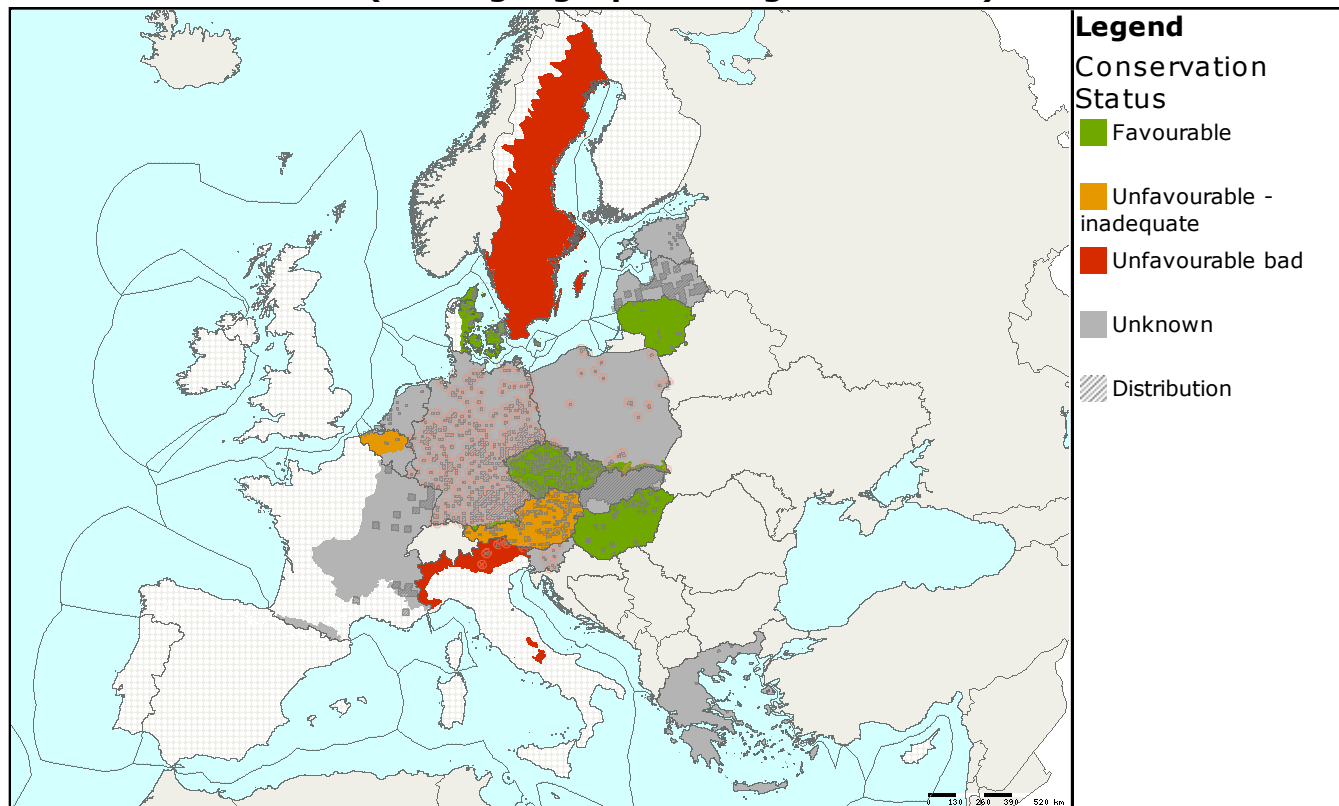 Legend
Conservation
Status
Favourable
Unfavourable -
inadequate
Unfavourable bad
Unknown
Distribution
0 130 260 390 520 km